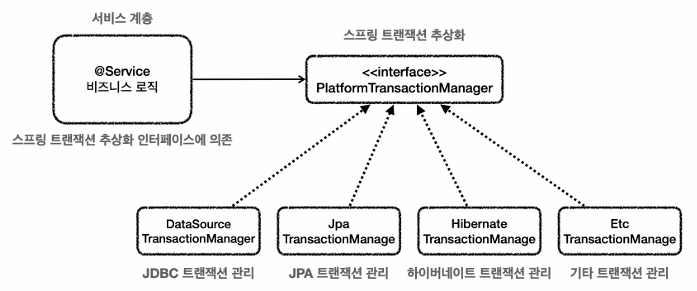 서비스 계층
스프링 트랜잭션 추상화
@Service
비즈니스 로직
<<interface>>
PlatformTransactionManager
스프링 트랜잭션 추상화 인터페이스에 의존
DataSource
TransactionManager
Jpa
TransactionManage
Hibernate
TransactionManage
Etc
TransactionManage
JDBC 트랜잭션 관리
JPA 트랜잭션 관리
하이버네이트 트랜잭션 관리
기타 트랜잭션 관리